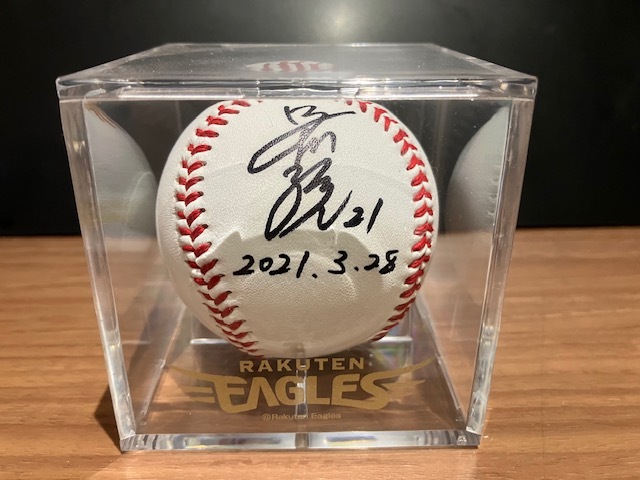 21
2021.3.28
RAKUTEN
EAGLES
©Rakuten Eagles